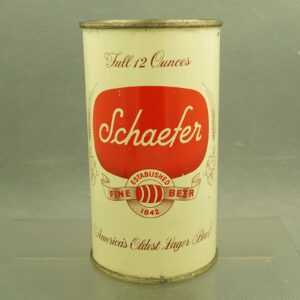 Full 12 Ounces
Schaefer
ESTABLISHED
FINE BEER
1842
America's Oldest Lager Beer